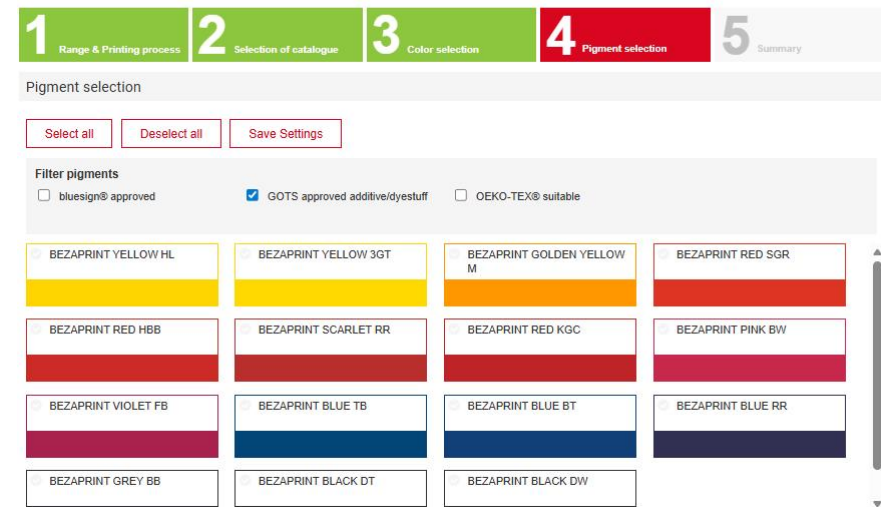 1 Range & Printing process 2 Selection of catalogue 3 Color selection 4 Pigment selection 5 Summary
Pigment selection
Select all Deselect all Save Settings
Filter pigments
bluesign® approved GOTS approved additive/dyestuff OEKO-TEX® suitable
BEZAPRINT YELLOW HL
BEZAPRINT YELLOW 3GT
BEZAPRINT GOLDEN YELLOW
M
BEZAPRINT RED SGR
BEZAPRINT RED HBB
BEZAPRINT SCARLET RR
BEZAPRINT RED KGC
BEZAPRINT PINK BW
BEZAPRINT VIOLET FB
BEZAPRINT BLUE TB
BEZAPRINT BLUE BT
BEZAPRINT BLUE RR
BEZAPRINT GREY BB
BEZAPRINT BLACK DT
BEZAPRINT BLACK DW